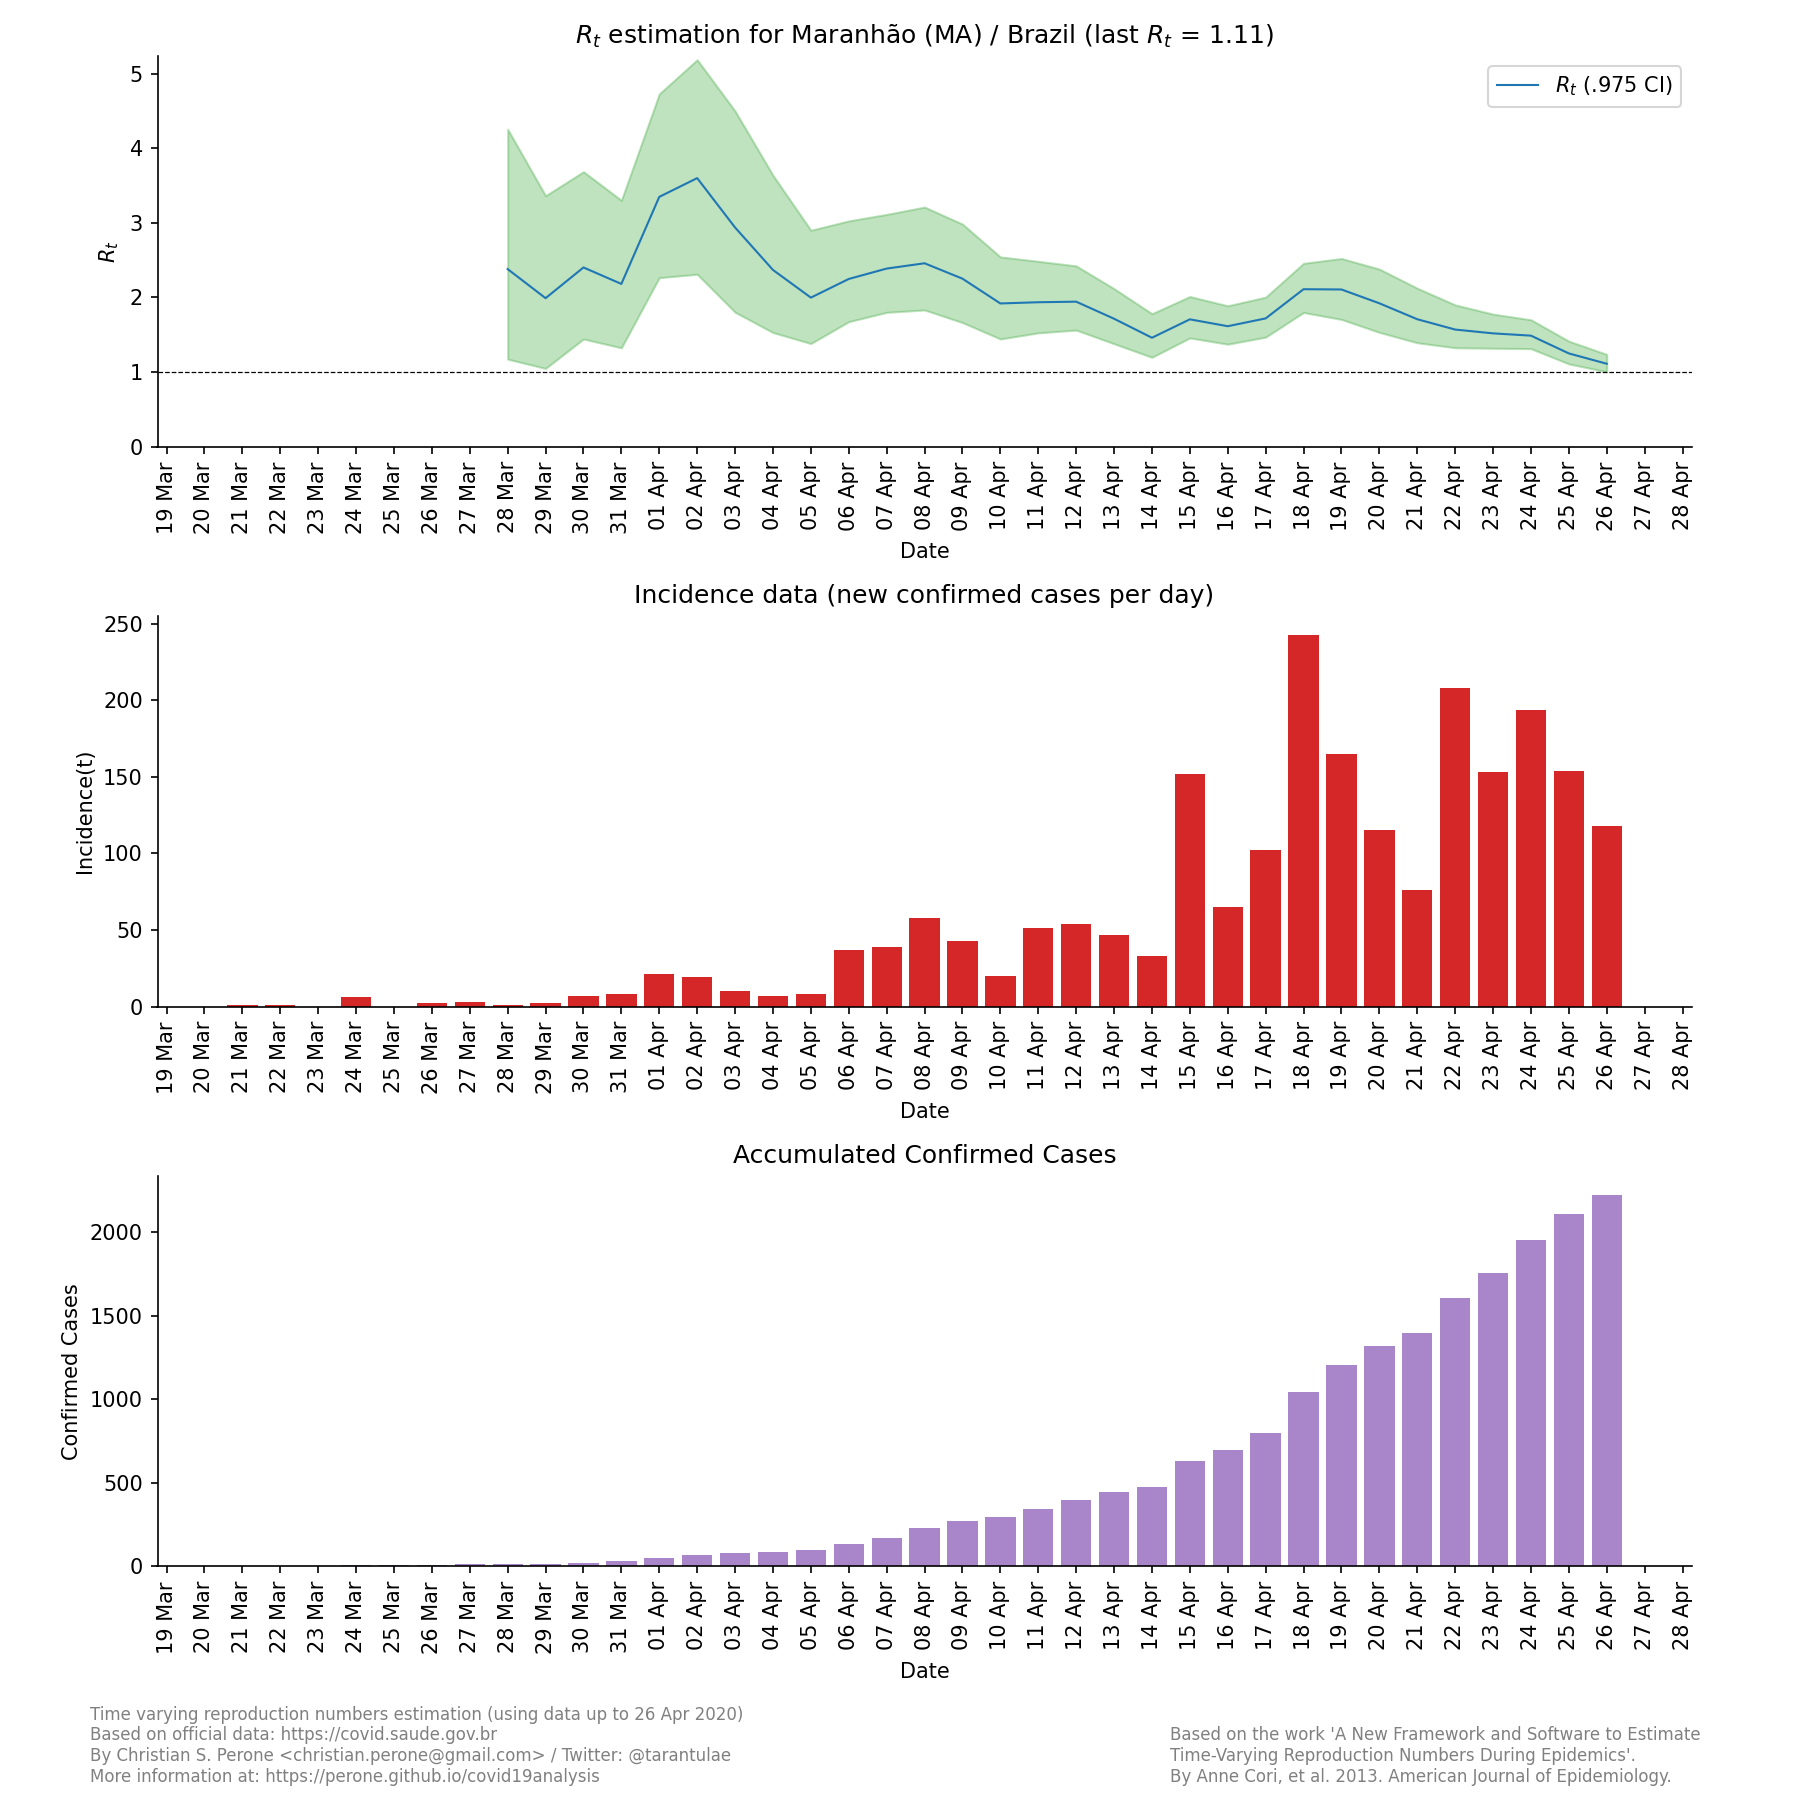 Rt estimation for Maranhão (MA) / Brazil (last Rt = 1.11)
Rt (.975 CI)
5
4
3
2
1
0
Rt
19 Mar 20 Mar 21 Mar 22 Mar 23 Mar 24 Mar 25 Mar 26 Mar 27 Mar 28 Mar 29 Mar 30 Mar 31 Mar 01 Apr 02 Apr 03 Apr 04 Apr 05 Apr 06 Apr 07 Apr 08 Apr 09 Apr 10 Apr 11 Apr 12 Apr 13 Apr 14 Apr 15 Apr 16 Apr 17 Apr 18 Apr 19 Apr 20 Apr 21 Apr 22 Apr 23 Apr 24 Apr 25 Apr 26 Apr 27 Apr 28 Apr
Date
Incidence data (new confirmed cases per day)
250
200
150
100
50
0
Incidence(t)
19 Mar 20 Mar 21 Mar 22 Mar 23 Mar 24 Mar 25 Mar 26 Mar 27 Mar 28 Mar 29 Mar 30 Mar 31 Mar 01 Apr 02 Apr 03 Apr 04 Apr 05 Apr 06 Apr 07 Apr 08 Apr 09 Apr 10 Apr 11 Apr 12 Apr 13 Apr 14 Apr 15 Apr 16 Apr 17 Apr 18 Apr 19 Apr 20 Apr 21 Apr 22 Apr 23 Apr 24 Apr 25 Apr 26 Apr 27 Apr 28 Apr
Date
Accumulated Confirmed Cases
2000
1500
1000
500
0
Confirmed Cases
19 Mar 20 Mar 21 Mar 22 Mar 23 Mar 24 Mar 25 Mar 26 Mar 27 Mar 28 Mar 29 Mar 30 Mar 31 Mar 01 Apr 02 Apr 03 Apr 04 Apr 05 Apr 06 Apr 07 Apr 08 Apr 09 Apr 10 Apr 11 Apr 12 Apr 13 Apr 14 Apr 15 Apr 16 Apr 17 Apr 18 Apr 19 Apr 20 Apr 21 Apr 22 Apr 23 Apr 24 Apr 25 Apr 26 Apr 27 Apr 28 Apr
Date
Time varying reproduction numbers estimation (using data up to 26 Apr 2020)
Based on official data: https://covid.saude.gov.br
By Christian S. Perone <christian.perone@gmail.com> / Twitter: @tarantulae
More information at: https://perone.github.io/covid19analysis
Based on the work 'A New Framework and Software to Estimate
Time-Varying Reproduction Numbers During Epidemics'.
By Anne Cori, et al. 2013. American Journal of Epidemiology.